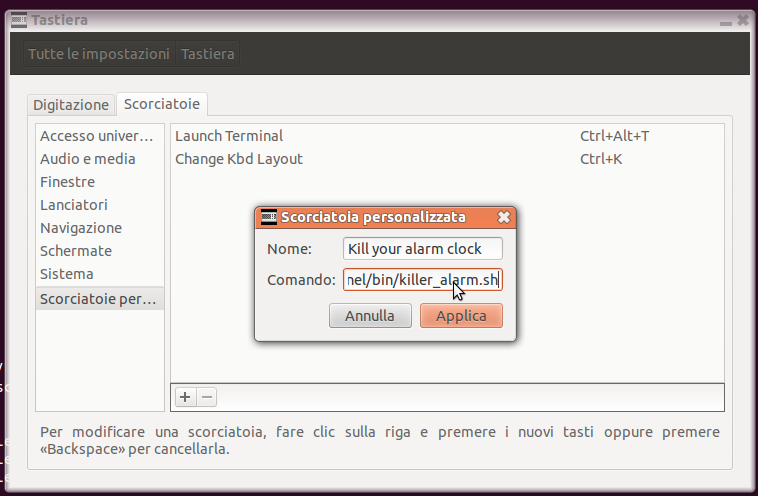 Tastiera
Tutte le impostazioni Tastiera
Digitazione Scorciatoie
Accesso univer…
Audio e media
Finestre
Lanciatori
Navigazione
Schermate
Sistema
Scorciatoie per…
Launch Terminal Ctrl+Alt+T
Change Kbd Layout Ctrl+K
Scorciatoia personalizzata
Nome: Kill your alarm clock
Comando: nel/bin/killer_alarm.sh
Annulla Applica
Per modificare una scorciatoia, fare clic sulla riga e premere i nuovi tasti oppure premere
«Backspace» per cancellarla.